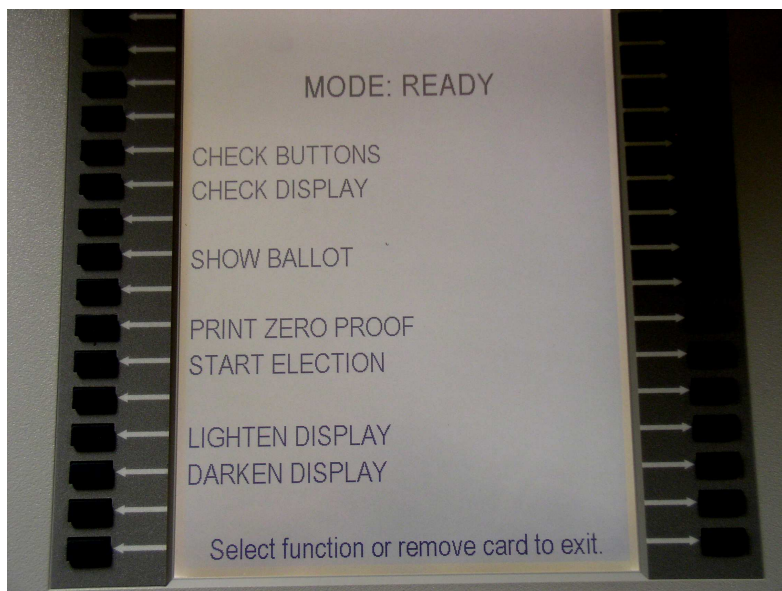 MODE: READY
CHECK BUTTONS
CHECK DISPLAY
SHOW BALLOT
PRINT ZERO PROOF
START ELECTION
LIGHTEN DISPLAY
DARKEN DISPLAY
Select function or remove card to exit.